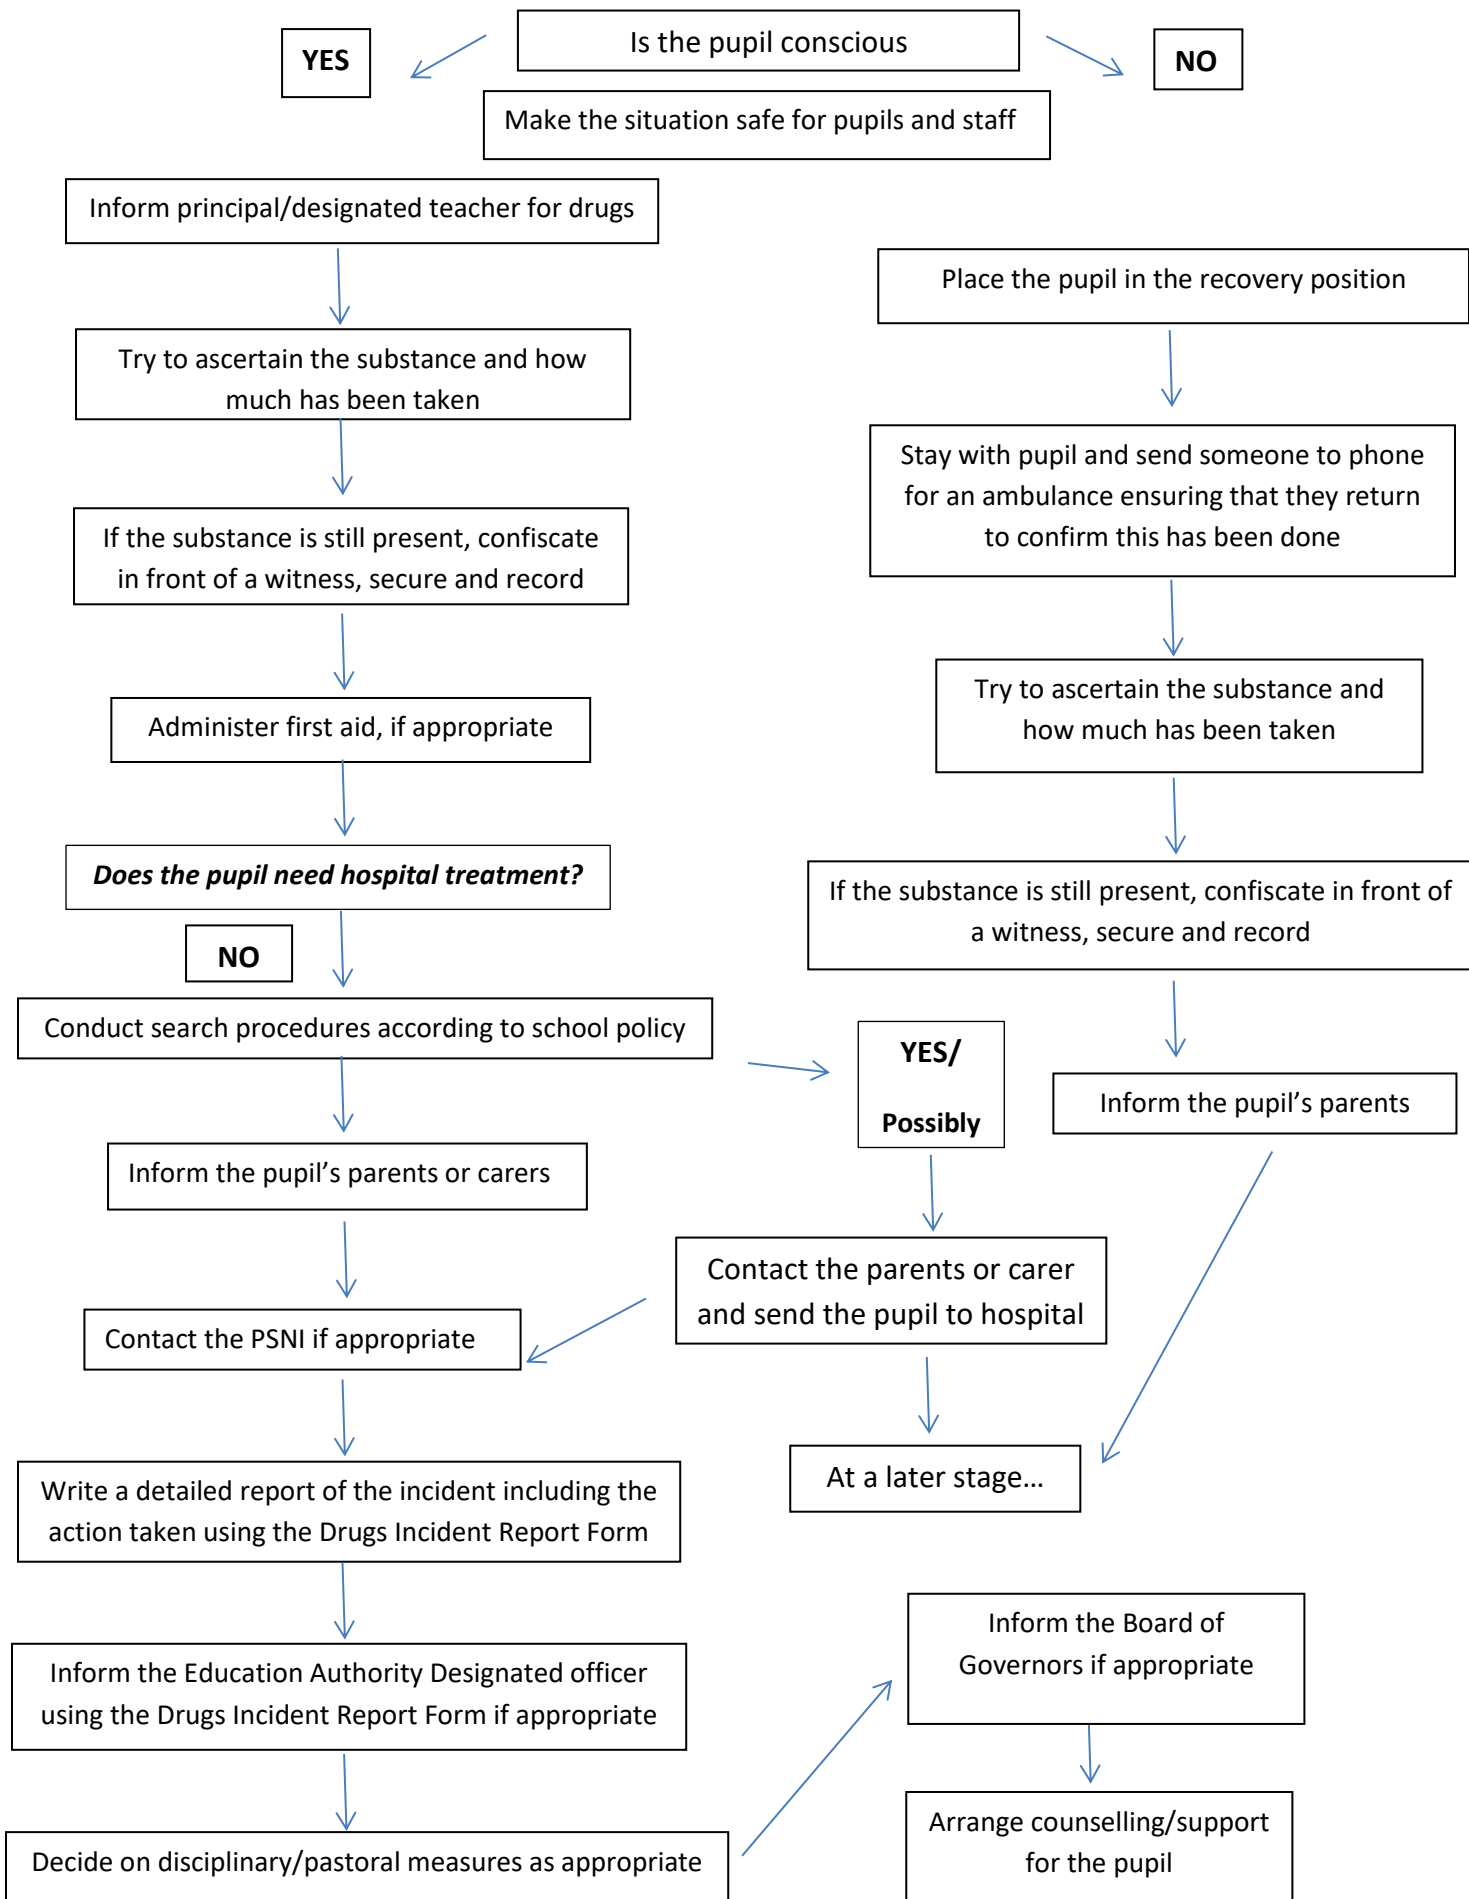 Is the pupil conscious
YES
NO
Make the situation safe for pupils and staff
Inform principal/designated teacher for drugs
Try to ascertain the substance and how
much has been taken
If the substance is still present, confiscate
in front of a witness, secure and record
Administer first aid, if appropriate
Does the pupil need hospital treatment?
NO
Conduct search procedures according to school policy
Inform the pupil’s parents or carers
Contact the PSNI if appropriate
Write a detailed report of the incident including the
action taken using the Drugs Incident Report Form
Inform the Education Authority Designated officer
using the Drugs Incident Report Form if appropriate
Decide on disciplinary/pastoral measures as appropriate
YES/
Possibly
Contact the parents or carer
and send the pupil to hospital
Place the pupil in the recovery position
Stay with pupil and send someone to phone
for an ambulance ensuring that they return
to confirm this has been done
Try to ascertain the substance and
how much has been taken
If the substance is still present, confiscate in front of
a witness, secure and record
Inform the pupil’s parents
At a later stage…
Inform the Board of
Governors if appropriate
Arrange counselling/support
for the pupil